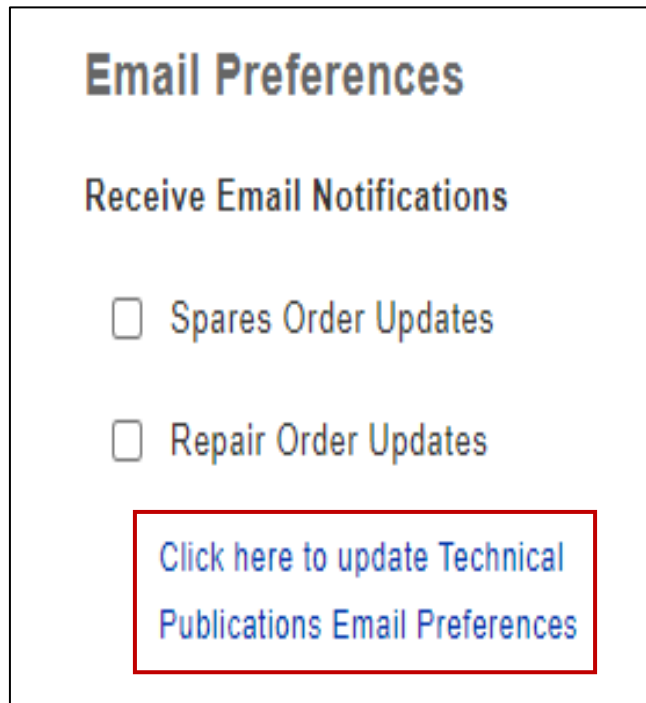 Email Preferences
Receive Email Notifications
Spares Order Updates
Repair Order Updates
Click here to update Technical
Publications Email Preferences